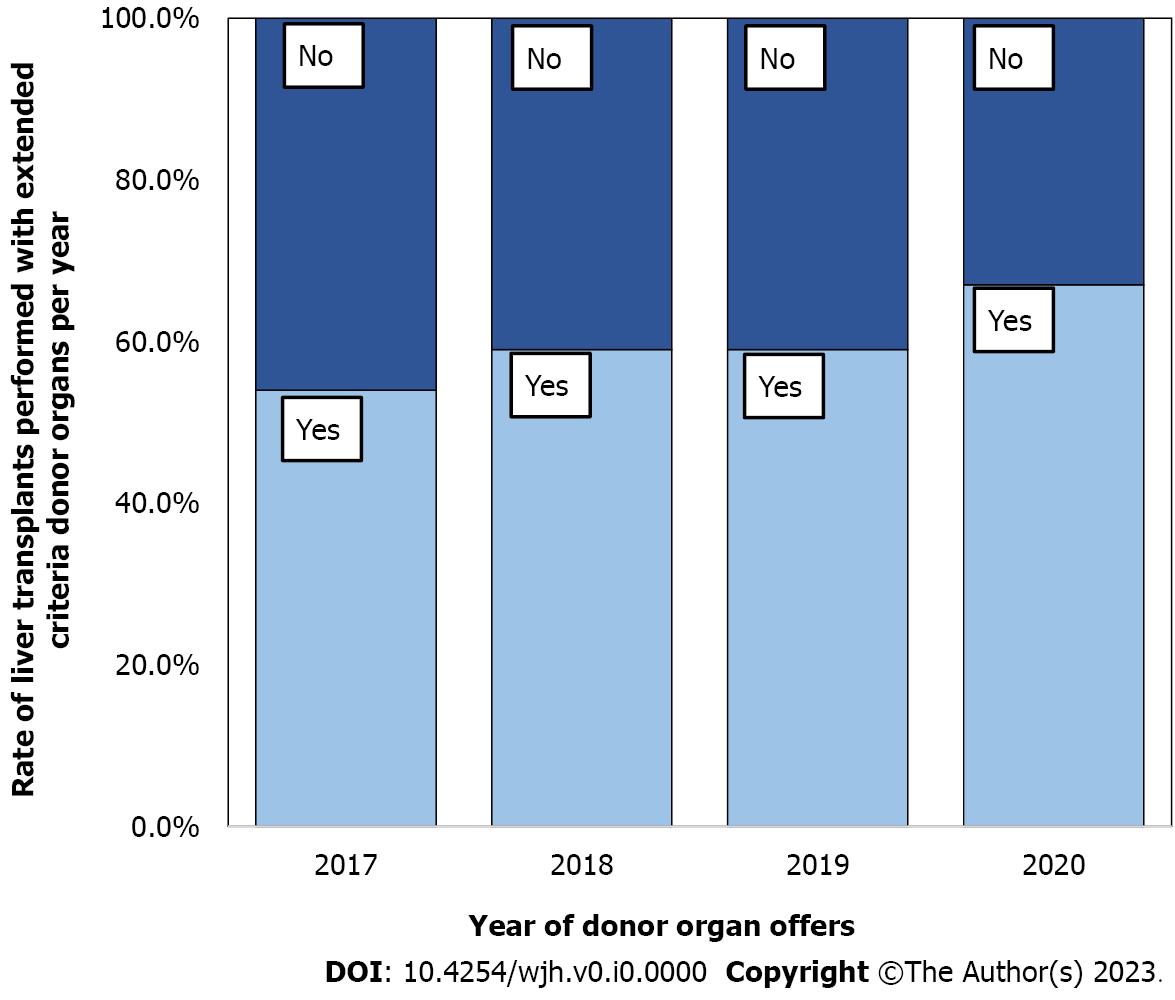 Rate of liver transplants performed with extended
criteria donor organs per year
100.0%
80.0%
60.0%
40.0%
20.0%
0.0%
No
No
No
No
Yes
Yes
Yes
Yes
2017
2018
2019
2020
Year of donor organ offers
DOI: 10.4254/wjh.v0.i0.0000 Copyright ©The Author(s) 2023.